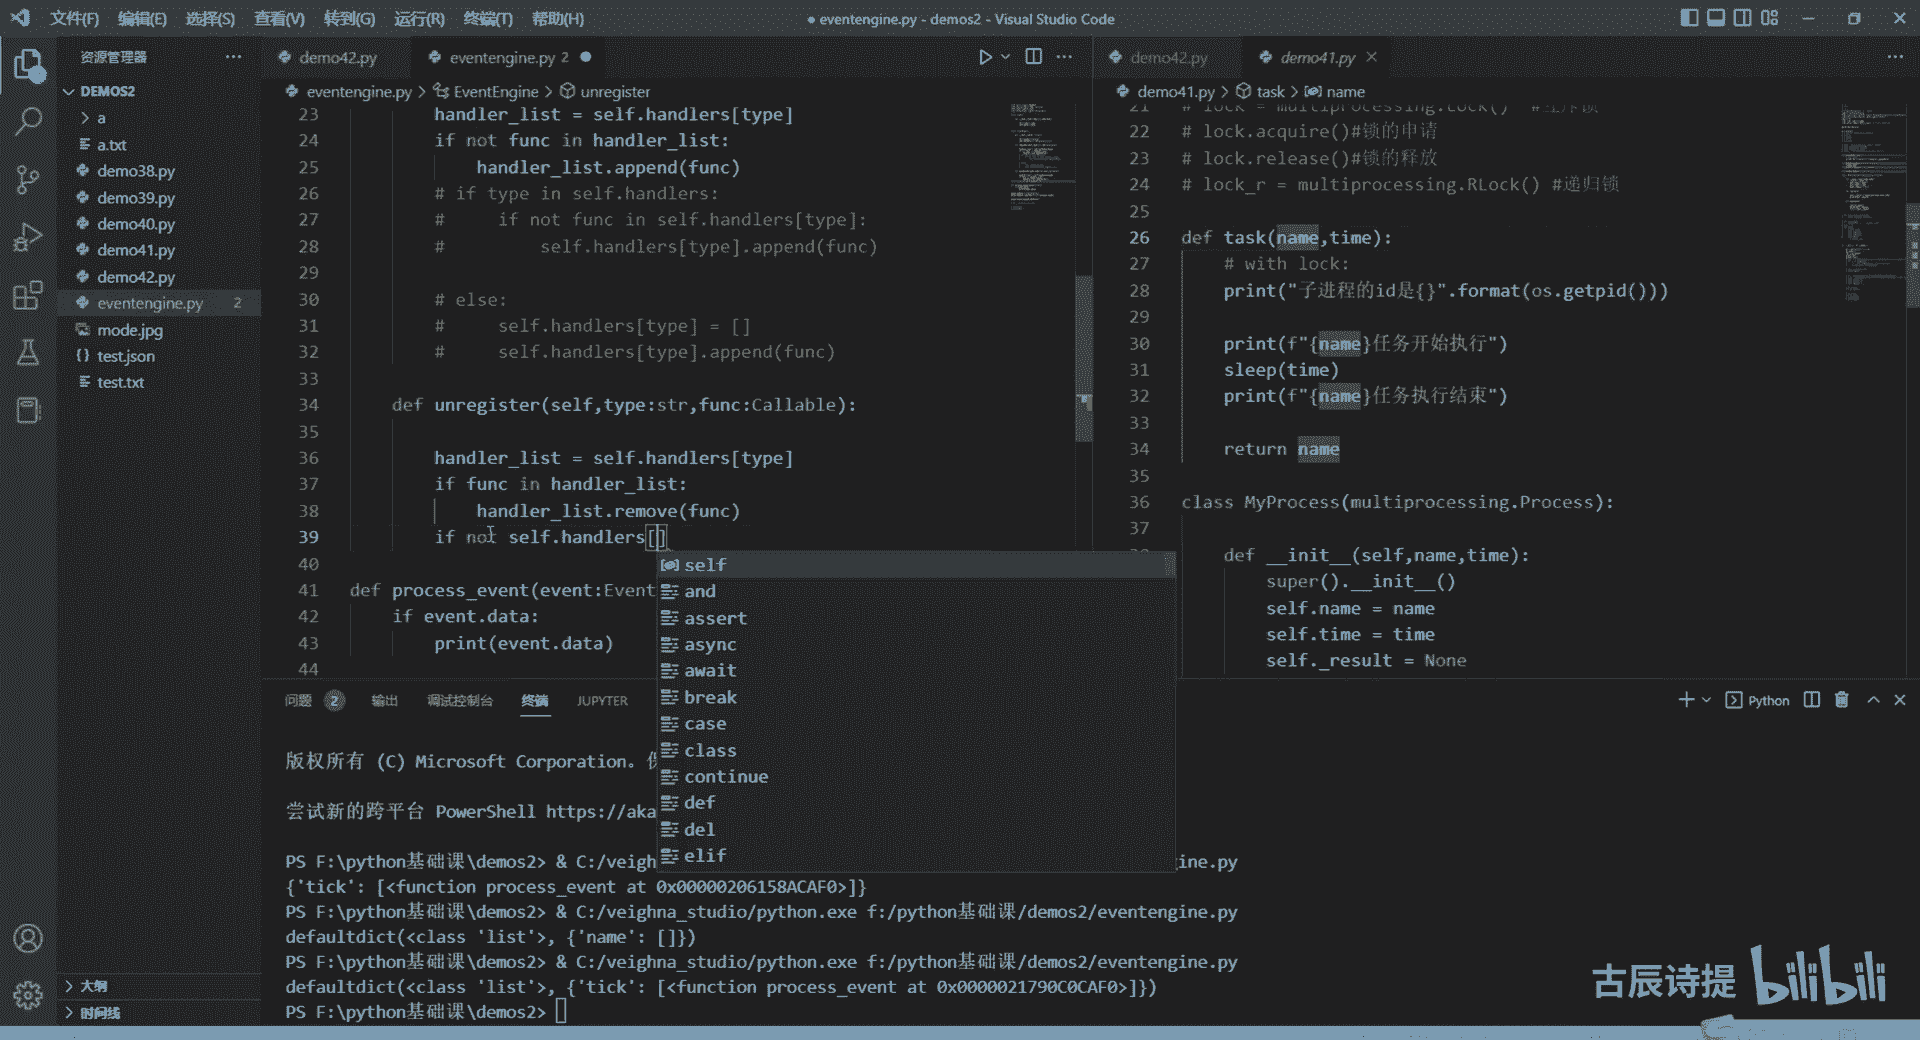 文件(F) 编辑(E) 选择(S) 查看(V) 转到(G) 运行(R) 终端(T) 帮助(H)
● eventengine.py - demos2 - Visual Studio Code
资源管理器
DEMOS2
a
a.txt
demo38.py
demo39.py
demo40.py
demo41.py
demo42.py
eventengine.py 2
mode.jpg
test.json
test.txt
大纲
时间线
demo42.py eventengine.py 2
eventengine.py > EventEngine > unregister
23 handler_list = self.handlers[type]
24 if not func in handler_list:
25 handler_list.append(func)
26 # if type in self.handlers:
27 # if not func in self.handlers[type]:
28 # self.handlers[type].append(func)
29
30 # else:
31 # self.handlers[type] = []
32 # self.handlers[type].append(func)
33
34 def unregister(self,type:str,func:Callable):
35
36 handler_list = self.handlers[type]
37 if func in handler_list:
38 handler_list.remove(func)
39 if not self.handlers[]
40
41 def process_event(event:Event
42 if event.data:
43 print(event.data)
44
self
and
assert
async
await
break
case
class
continue
def
del
elif
demo42.py demo41.py
demo41.py > task > name
21 # lock = multiprocessing.Lock()
22 # lock.acquire()#锁的申请
23 # lock.release()#锁的释放
24 # lock_r = multiprocessing.RLock() #递归锁
25
26 def task(name,time):
27 # with lock:
28 print("子进程的id是{}".format(os.getpid()))
29
30 print(f"{name}任务开始执行")
31 sleep(time)
32 print(f"{name}任务执行结束")
33
34 return name
35
36 class MyProcess(multiprocessing.Process):
37
def __init__(self,name,time):
super().__init__()
self.name = name
self.time = time
self._result = None
问题 2 输出 调试控制台 终端 JUPYTER
Python
版权所有 (C) Microsoft Corporation。
尝试新的跨平台 PowerShell https://aka
PS F:\python基础课\demos2> & C:/veighn ine.py
{'tick': [<function process_event at 0x00000206158ACAF0>]}
PS F:\python基础课\demos2> & C:/veighna_studio/python.exe f:/python基础课/demos2/eventengine.py
defaultdict(<class 'list'>, {'name': []})
PS F:\python基础课\demos2> & C:/veighna_studio/python.exe f:/python基础课/demos2/eventengine.py
defaultdict(<class 'list'>, {'tick': [<function process_event at 0x0000021790C0CAF0>]})
PS F:\python基础课\demos2>
古辰诗提 bilibili